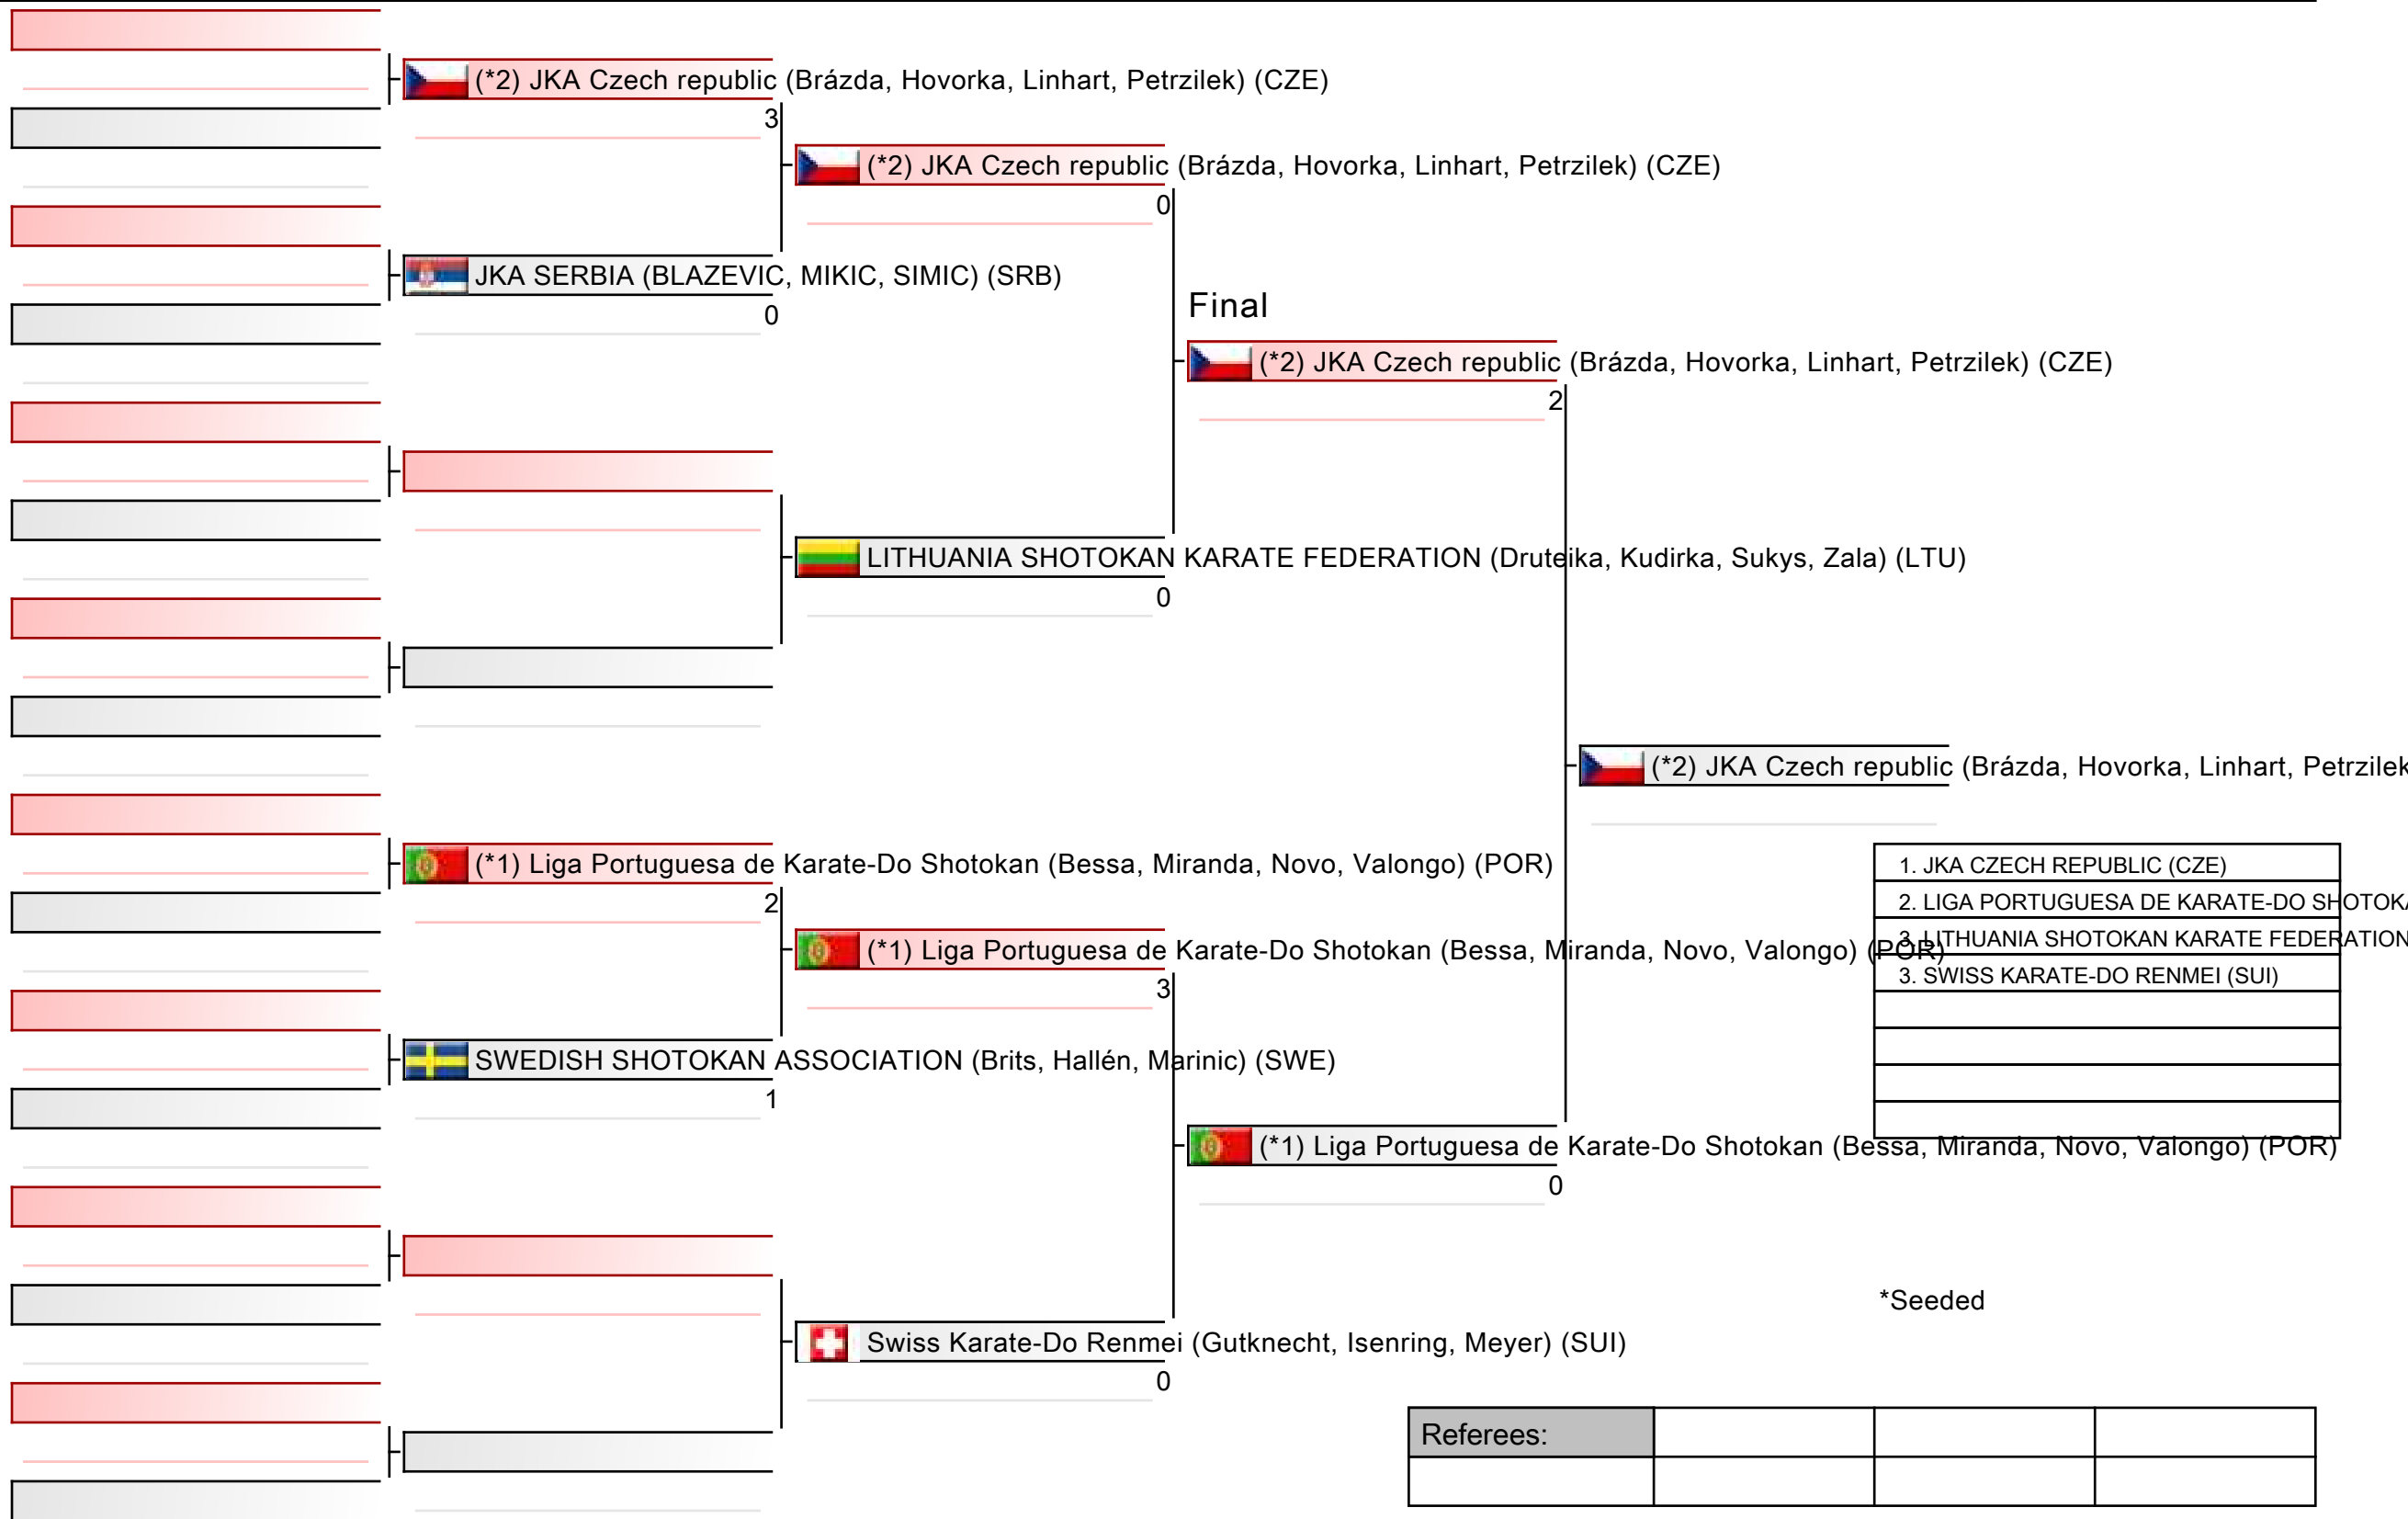 (*2) JKA Czech republic (Brázda, Hovorka, Linhart, Petrzilek) (CZE)
3
(*2) JKA Czech republic (Brázda, Hovorka, Linhart, Petrzilek) (CZE)
0
JKA SERBIA (BLAZEVIC, MIKIC, SIMIC) (SRB)
0
Final
(*2) JKA Czech republic (Brázda, Hovorka, Linhart, Petrzilek) (CZE)
2
LITHUANIA SHOTOKAN KARATE FEDERATION (Druteika, Kudirka, Sukys, Zala) (LTU)
0
(*2) JKA Czech republic (Brázda, Hovorka, Linhart, Petrzilek
(*1) Liga Portuguesa de Karate-Do Shotokan (Bessa, Miranda, Novo, Valongo) (POR)
2
1. JKA CZECH REPUBLIC (CZE)
2. LIGA PORTUGUESA DE KARATE-DO SHOTOKA
3. LITHUANIA SHOTOKAN KARATE FEDERATION
3. SWISS KARATE-DO RENMEI (SUI)
(*1) Liga Portuguesa de Karate-Do Shotokan (Bessa, Miranda, Novo, Valongo) (POR)
3
SWEDISH SHOTOKAN ASSOCIATION (Brits, Hallén, Marinic) (SWE)
1
(*1) Liga Portuguesa de Karate-Do Shotokan (Bessa, Miranda, Novo, Valongo) (POR)
0
*Seeded
Swiss Karate-Do Renmei (Gutknecht, Isenring, Meyer) (SUI)
0
Referees: